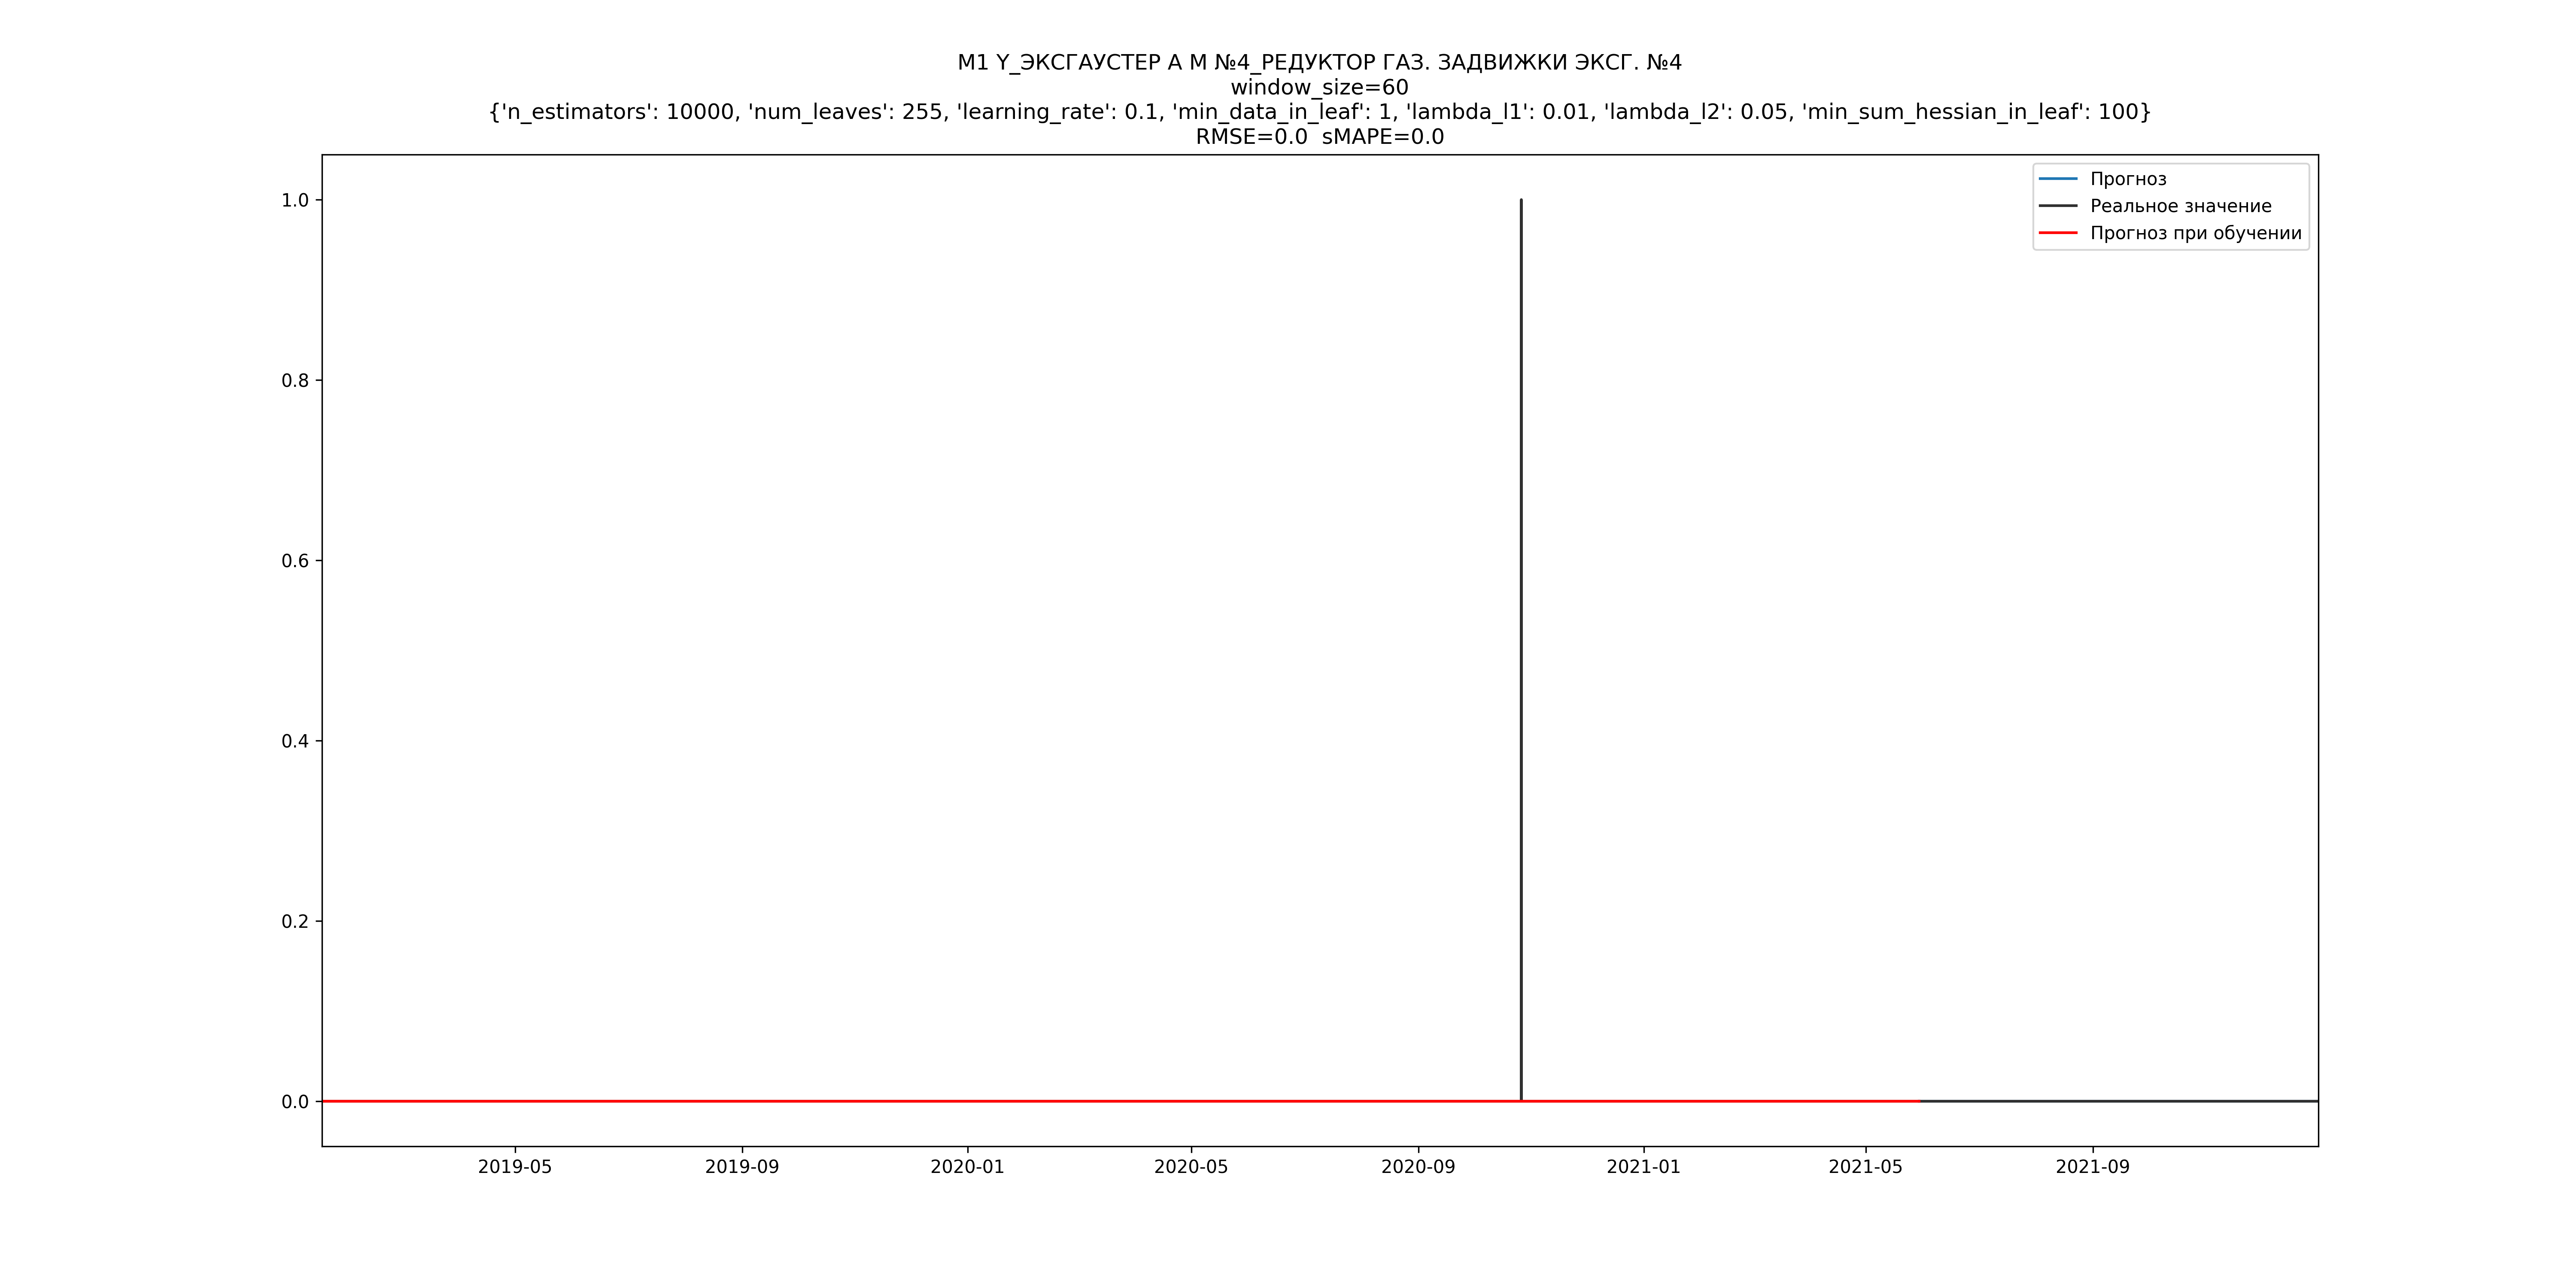 М1 Y_ЭКСГАУСТЕР А М №4_РЕДУКТОР ГАЗ. ЗАДВИЖКИ ЭКСГ. №4
window_size=60
{'n_estimators': 10000, 'num_leaves': 255, 'learning_rate': 0.1, 'min_data_in_leaf': 1, 'lambda_l1': 0.01, 'lambda_l2': 0.05, 'min_sum_hessian_in_leaf': 100}
RMSE=0.0  sMAPE=0.0
Прогноз
Реальное значение
Прогноз при обучении
1.0
0.8
0.6
0.4
0.2
0.0
2019-05
2019-09
2020-01
2020-05
2020-09
2021-01
2021-05
2021-09